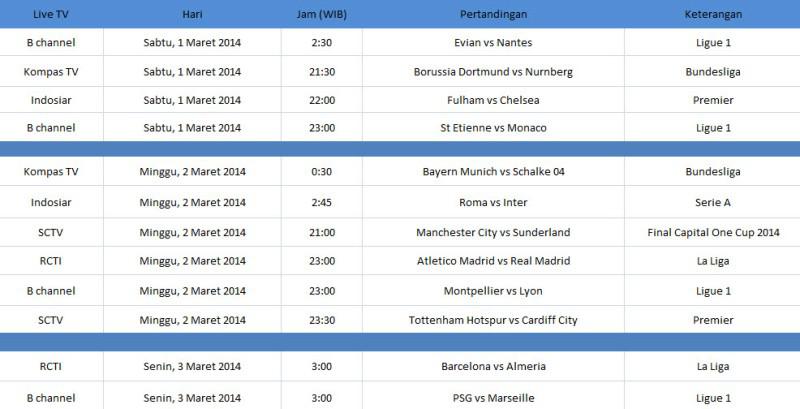 Live TV Hari Jam (WIB) Pertandingan Keterangan
B channel Sabtu, 1 Maret 2014 2:30 Evian vs Nantes Ligue 1
Kompas TV Sabtu, 1 Maret 2014 21:30 Borussia Dortmund vs Nurnberg Bundesliga
Indosiar Sabtu, 1 Maret 2014 22:00 Fulham vs Chelsea Premier
B channel Sabtu, 1 Maret 2014 23:00 St Etienne vs Monaco Ligue 1
Kompas TV Minggu, 2 Maret 2014 0:30 Bayern Munich vs Schalke 04 Bundesliga
Indosiar Minggu, 2 Maret 2014 2:45 Roma vs Inter Serie A
SCTV Minggu, 2 Maret 2014 21:00 Manchester City vs Sunderland Final Capital One Cup 2014
RCTI Minggu, 2 Maret 2014 23:00 Atletico Madrid vs Real Madrid La Liga
B channel Minggu, 2 Maret 2014 23:00 Montpellier vs Lyon Ligue 1
SCTV Minggu, 2 Maret 2014 23:30 Tottenham Hotspur vs Cardiff City Premier
RCTI Senin, 3 Maret 2014 3:00 Barcelona vs Almeria La Liga
B channel Senin, 3 Maret 2014 3:00 PSG vs Marseille Ligue 1